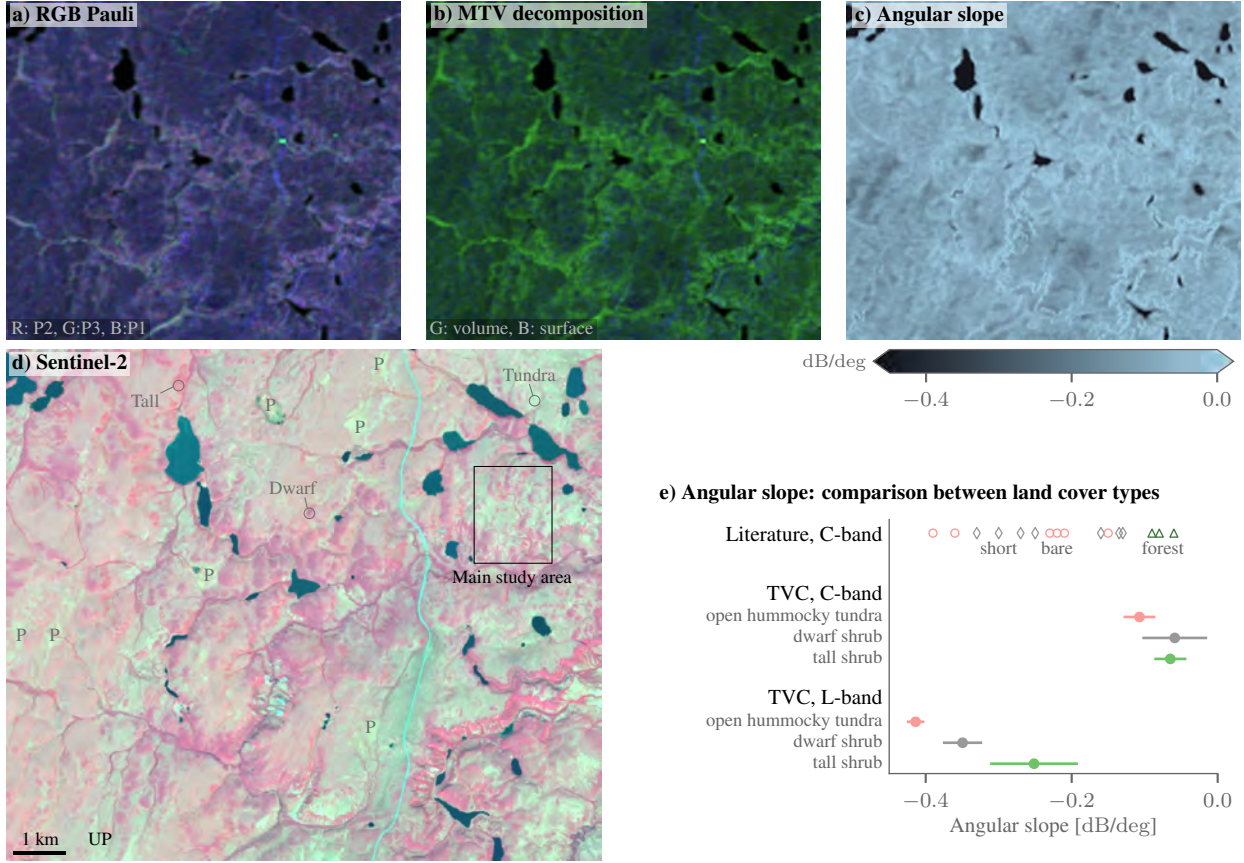 a) RGB Pauli
R: P2, G:P3, B:P1
b) MTV decomposition
G: volume, B: surface
c) Angular slope
dB/deg
−0.4 −0.2 0.0
d) Sentinel-2
P
Tall
Tundra
P
P
Dwarf
Main study area
P
P P
P
1 km UP
e) Angular slope: comparison between land cover types
Literature, C-band
short bare forest
TVC, C-band
open hummocky tundra
dwarf shrub
tall shrub
TVC, L-band
open hummocky tundra
dwarf shrub
tall shrub
−0.4 −0.2 0.0
Angular slope [dB/deg]